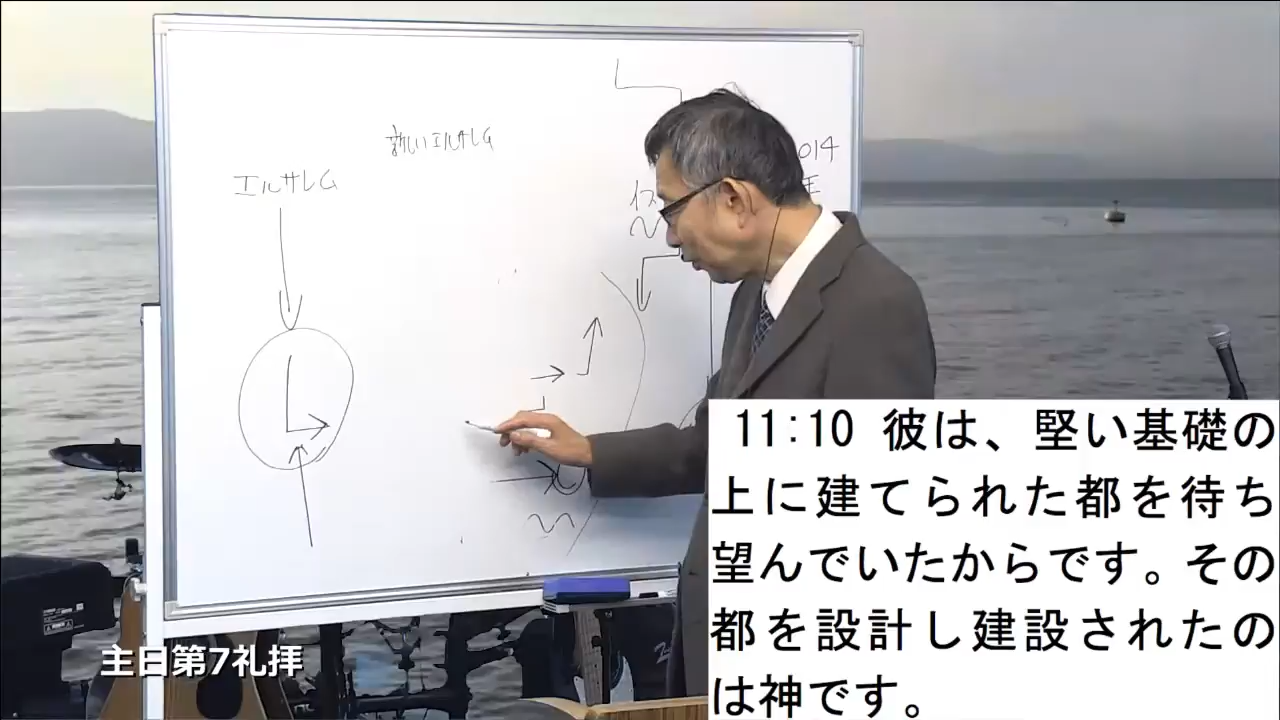 新しいエルサレム
エルサレム
014
年
11:10 彼は、堅い基礎の
上に建てられた都を待ち
望んでいたからです。その
都を設計し建設されたの
は神です。
主日第7礼拝